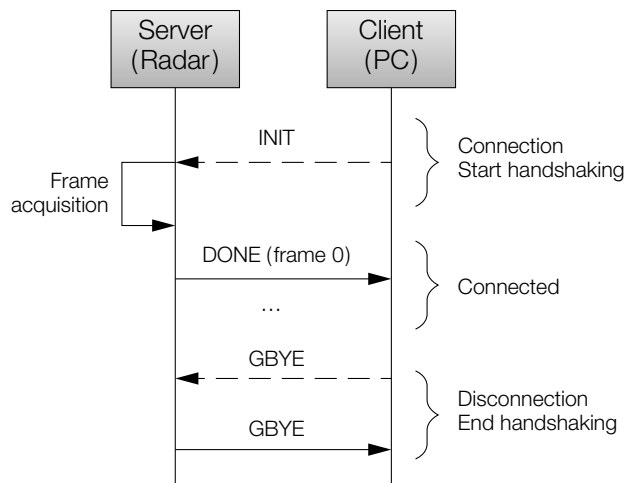 Server
(Radar)
Client
(PC)
INIT
Connection
Start handshaking
Frame
acquisition
DONE (frame 0)
Connected
...
GBYE
Disconnection
End handshaking
GBYE